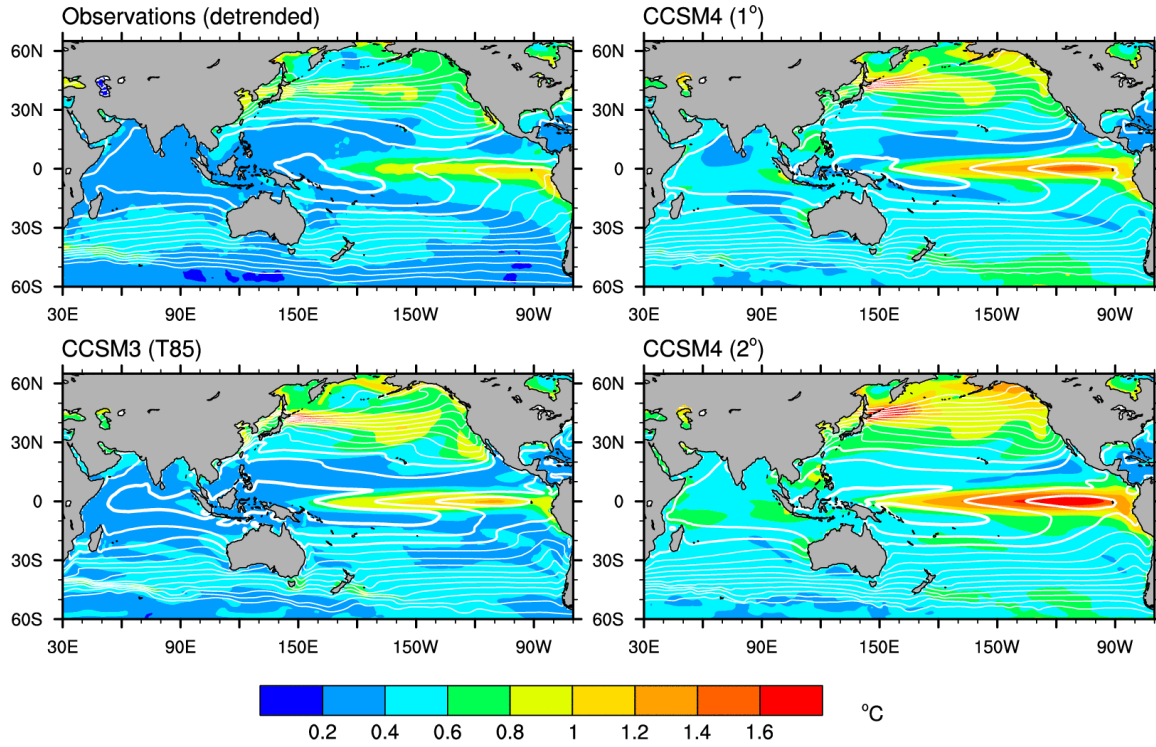 Observations (detrended)
CCSM4 (1°)
60N
30N
0
30S
60S
30E 90E 150E 150W 90W
60N
30N
0
30S
60S
30E 90E 150E 150W 90W
CCSM3 (T85)
CCSM4 (2°)
60N
30N
0
30S
60S
30E 90E 150E 150W 90W
60N
30N
0
30S
60S
30E 90E 150E 150W 90W
0.2 0.4 0.6 0.8 1 1.2 1.4 1.6
°C